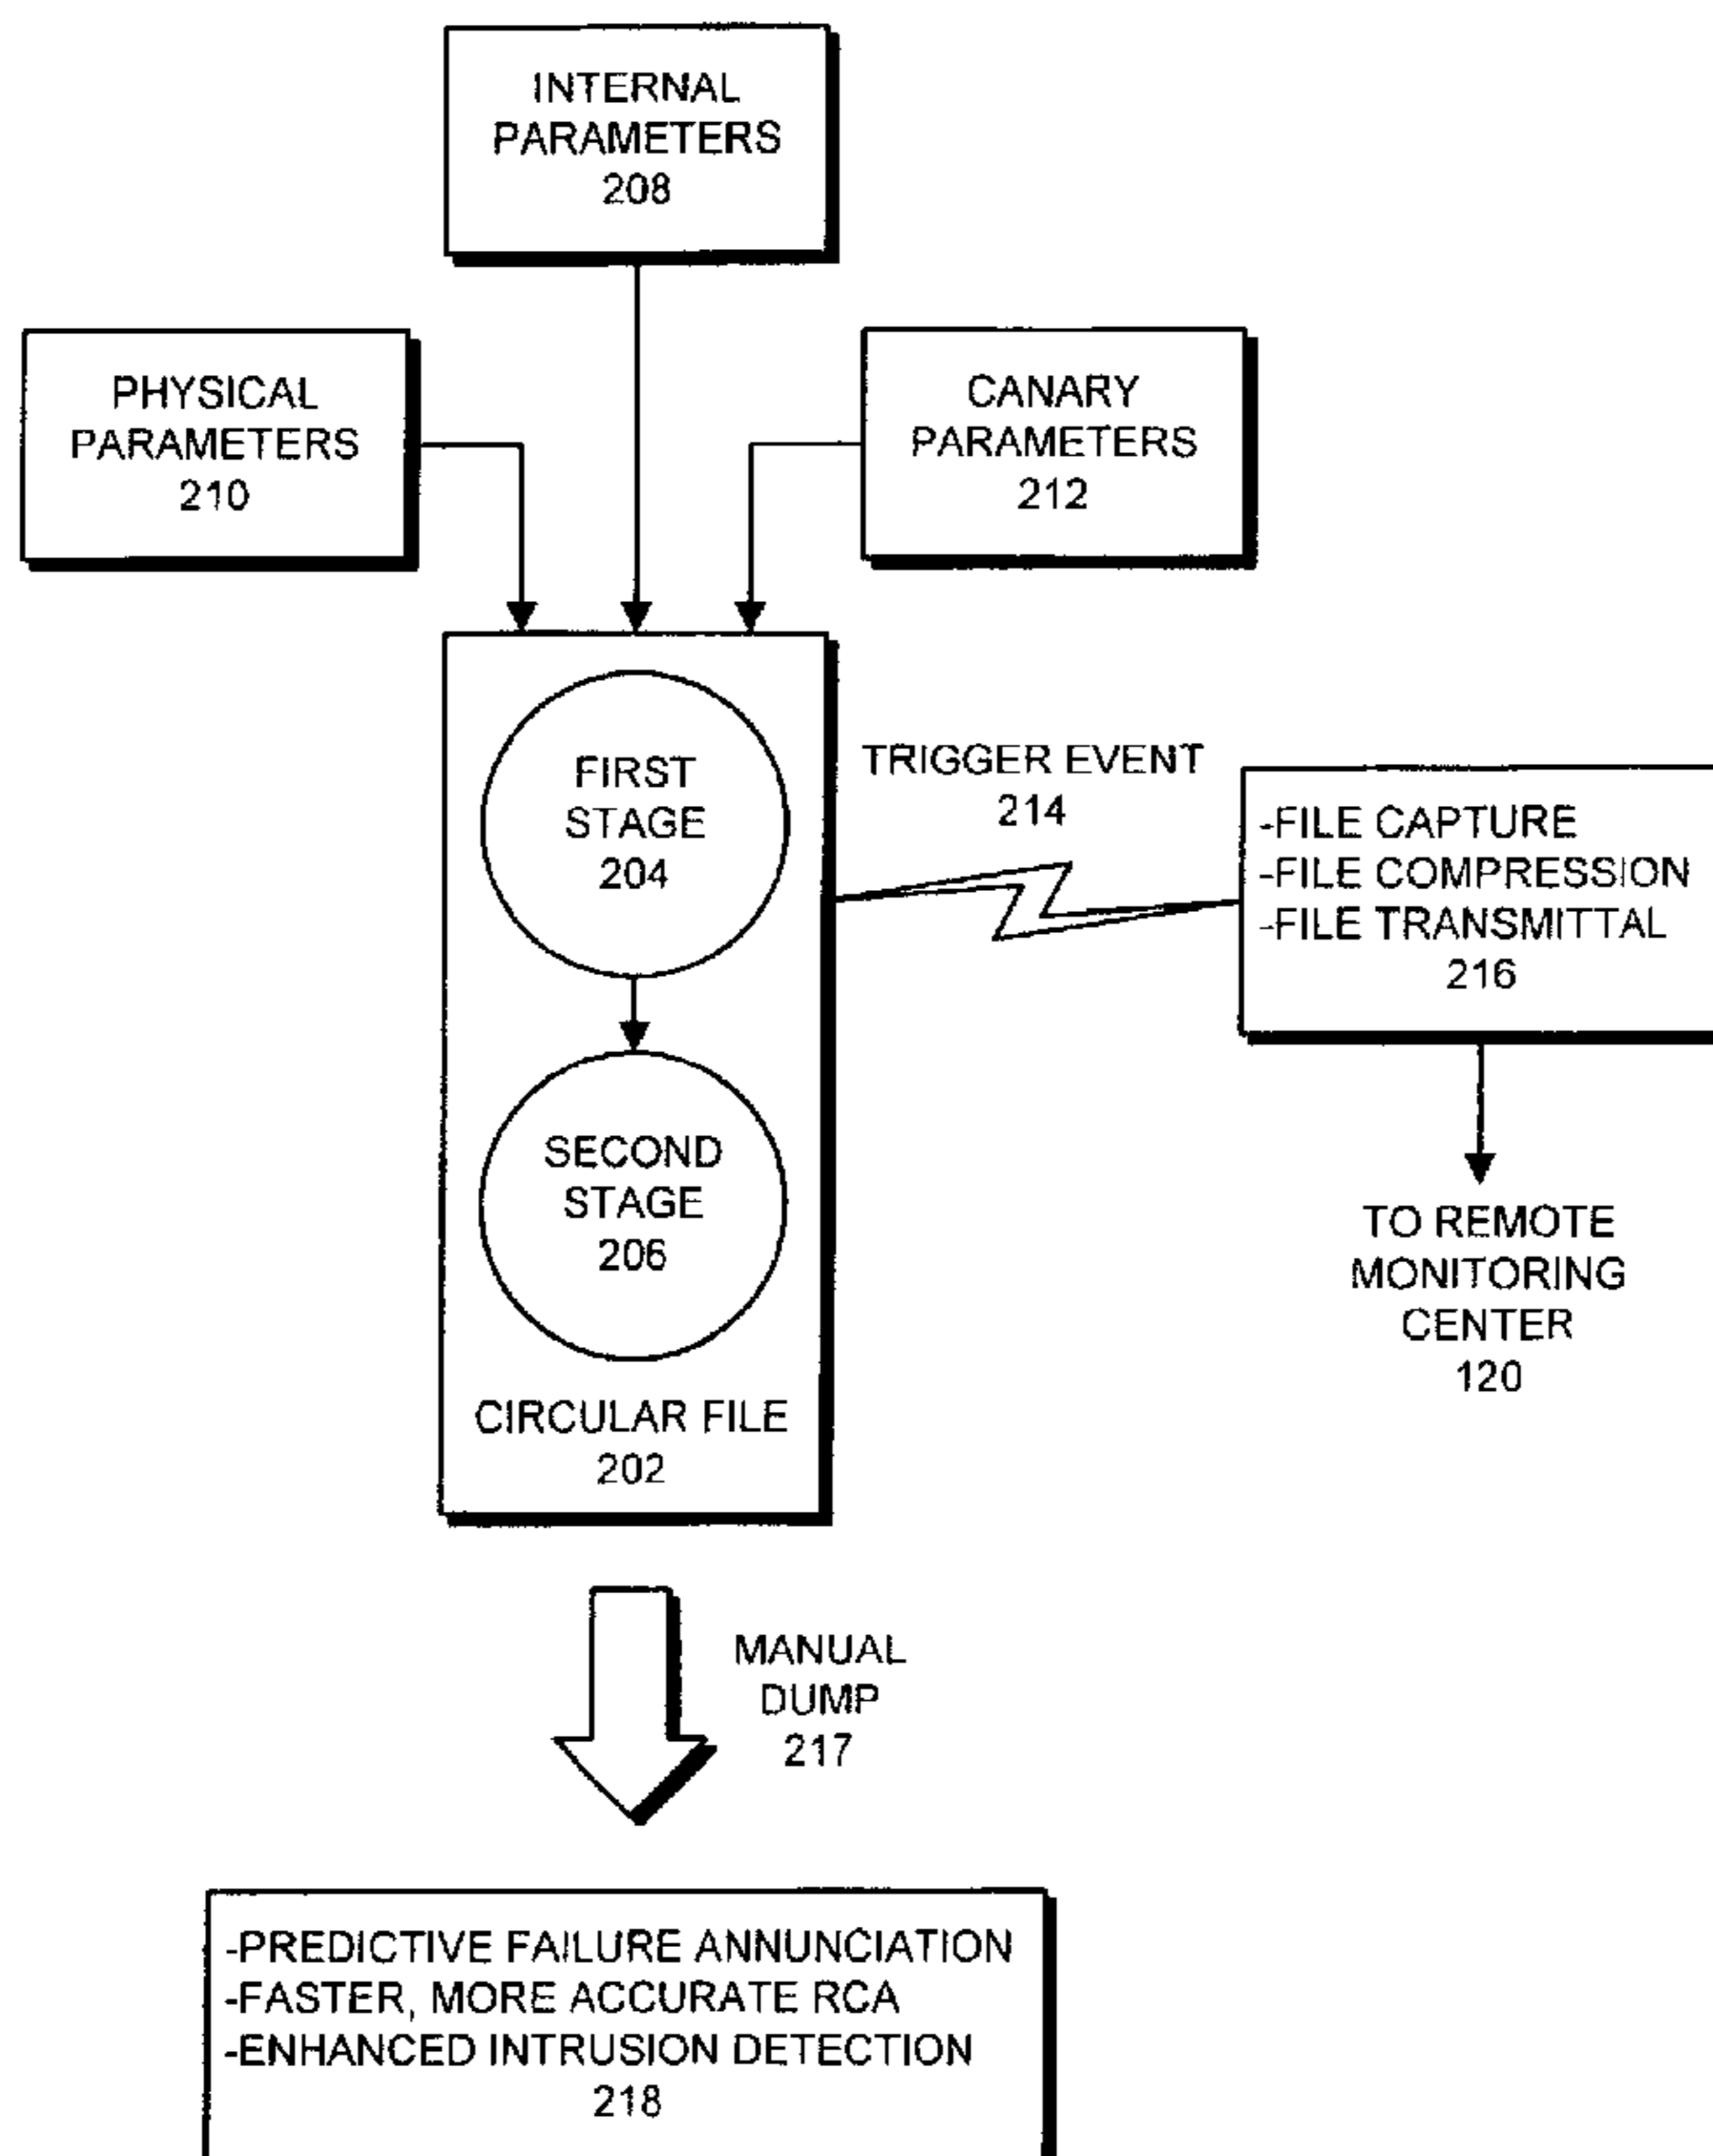 INTERNAL
PARAMETERS
208
PHYSICAL
PARAMETERS
210
CANARY
PARAMETERS
212
FIRST
STAGE
204
TRIGGER EVENT
214
-FILE CAPTURE
-FILE COMPRESSION
-FILE TRANSMITTAL
216
SECOND
STAGE
206
TO REMOTE
MONITORING
CENTER
120
CIRCULAR FILE
202
MANUAL
DUMP
217
-PREDICTIVE FAILURE ANNUNCIATION
-FASTER, MORE ACCURATE RCA
-ENHANCED INTRUSION DETECTION
218